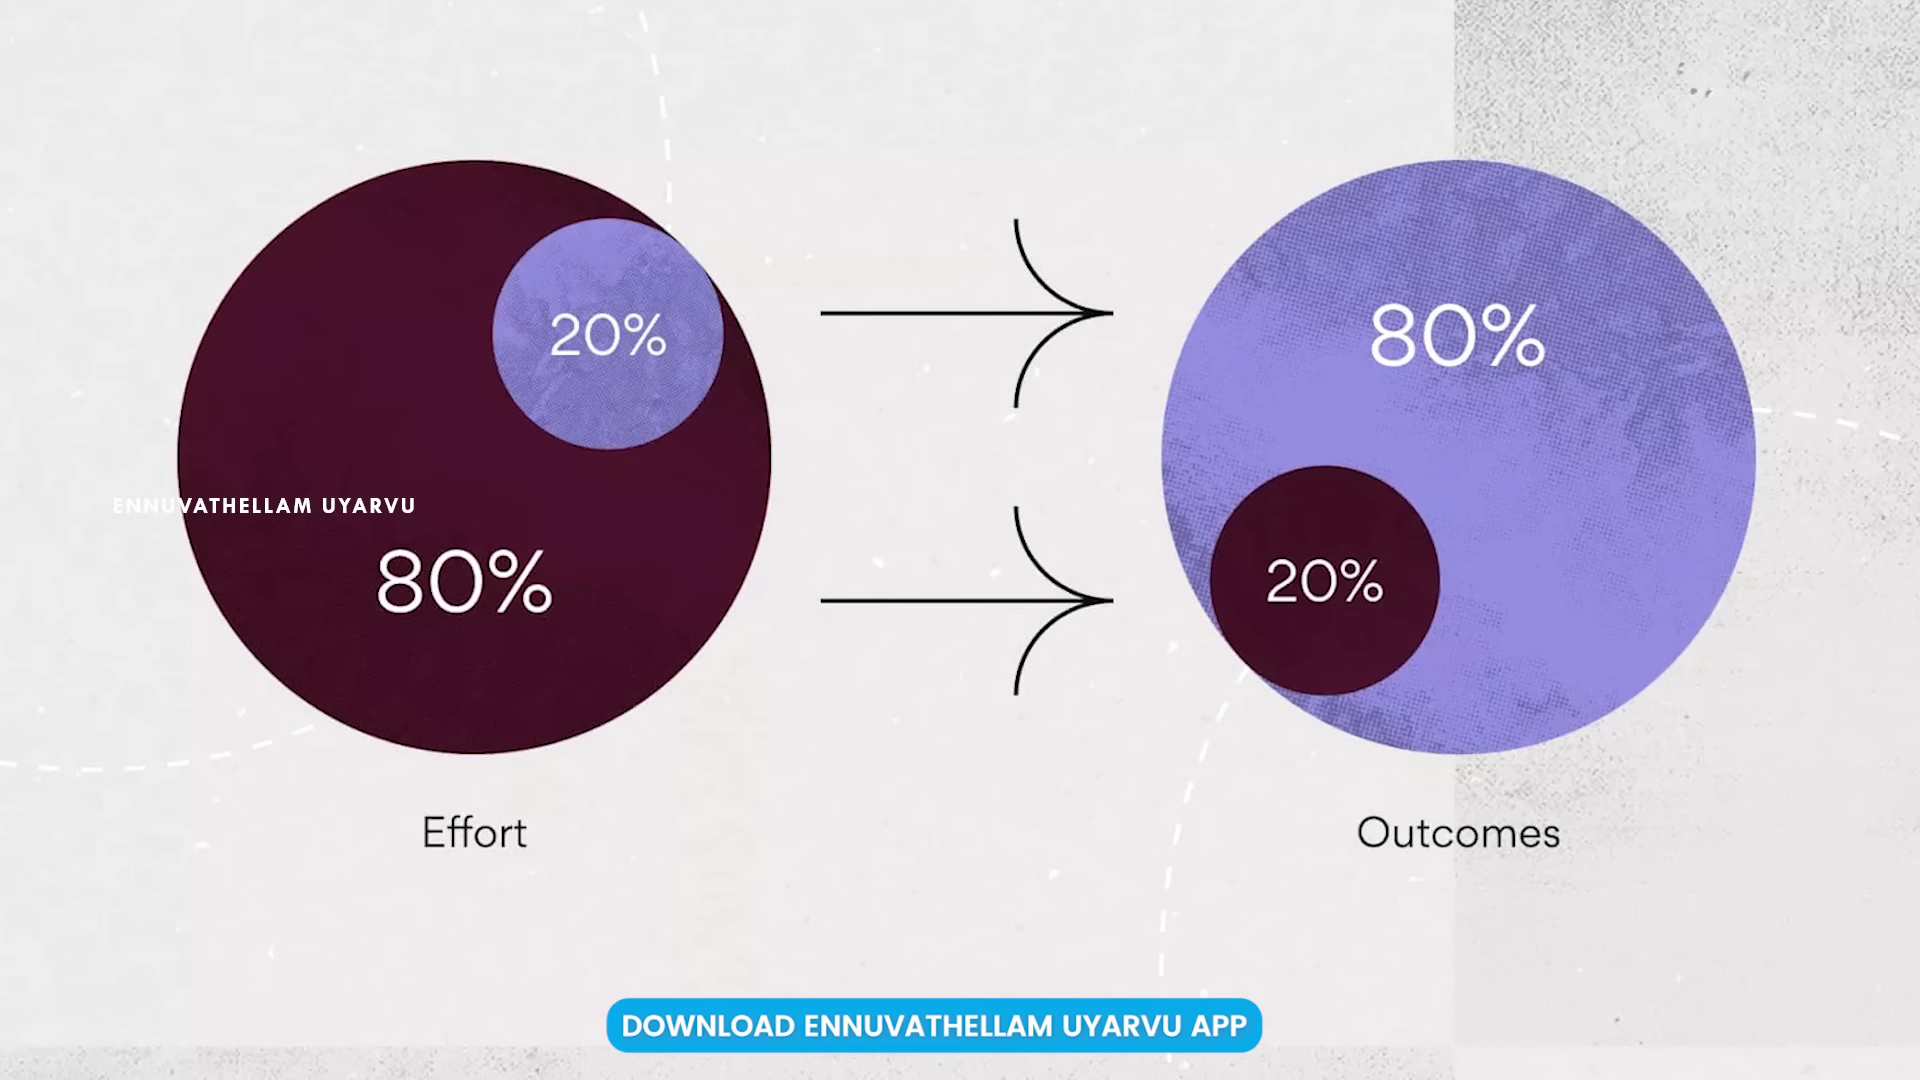 20%
80%
ENNUVATHELLAM UYARVU
80%
20%
Effort
Outcomes
DOWNLOAD ENNUVATHELLAM UYARVU APP